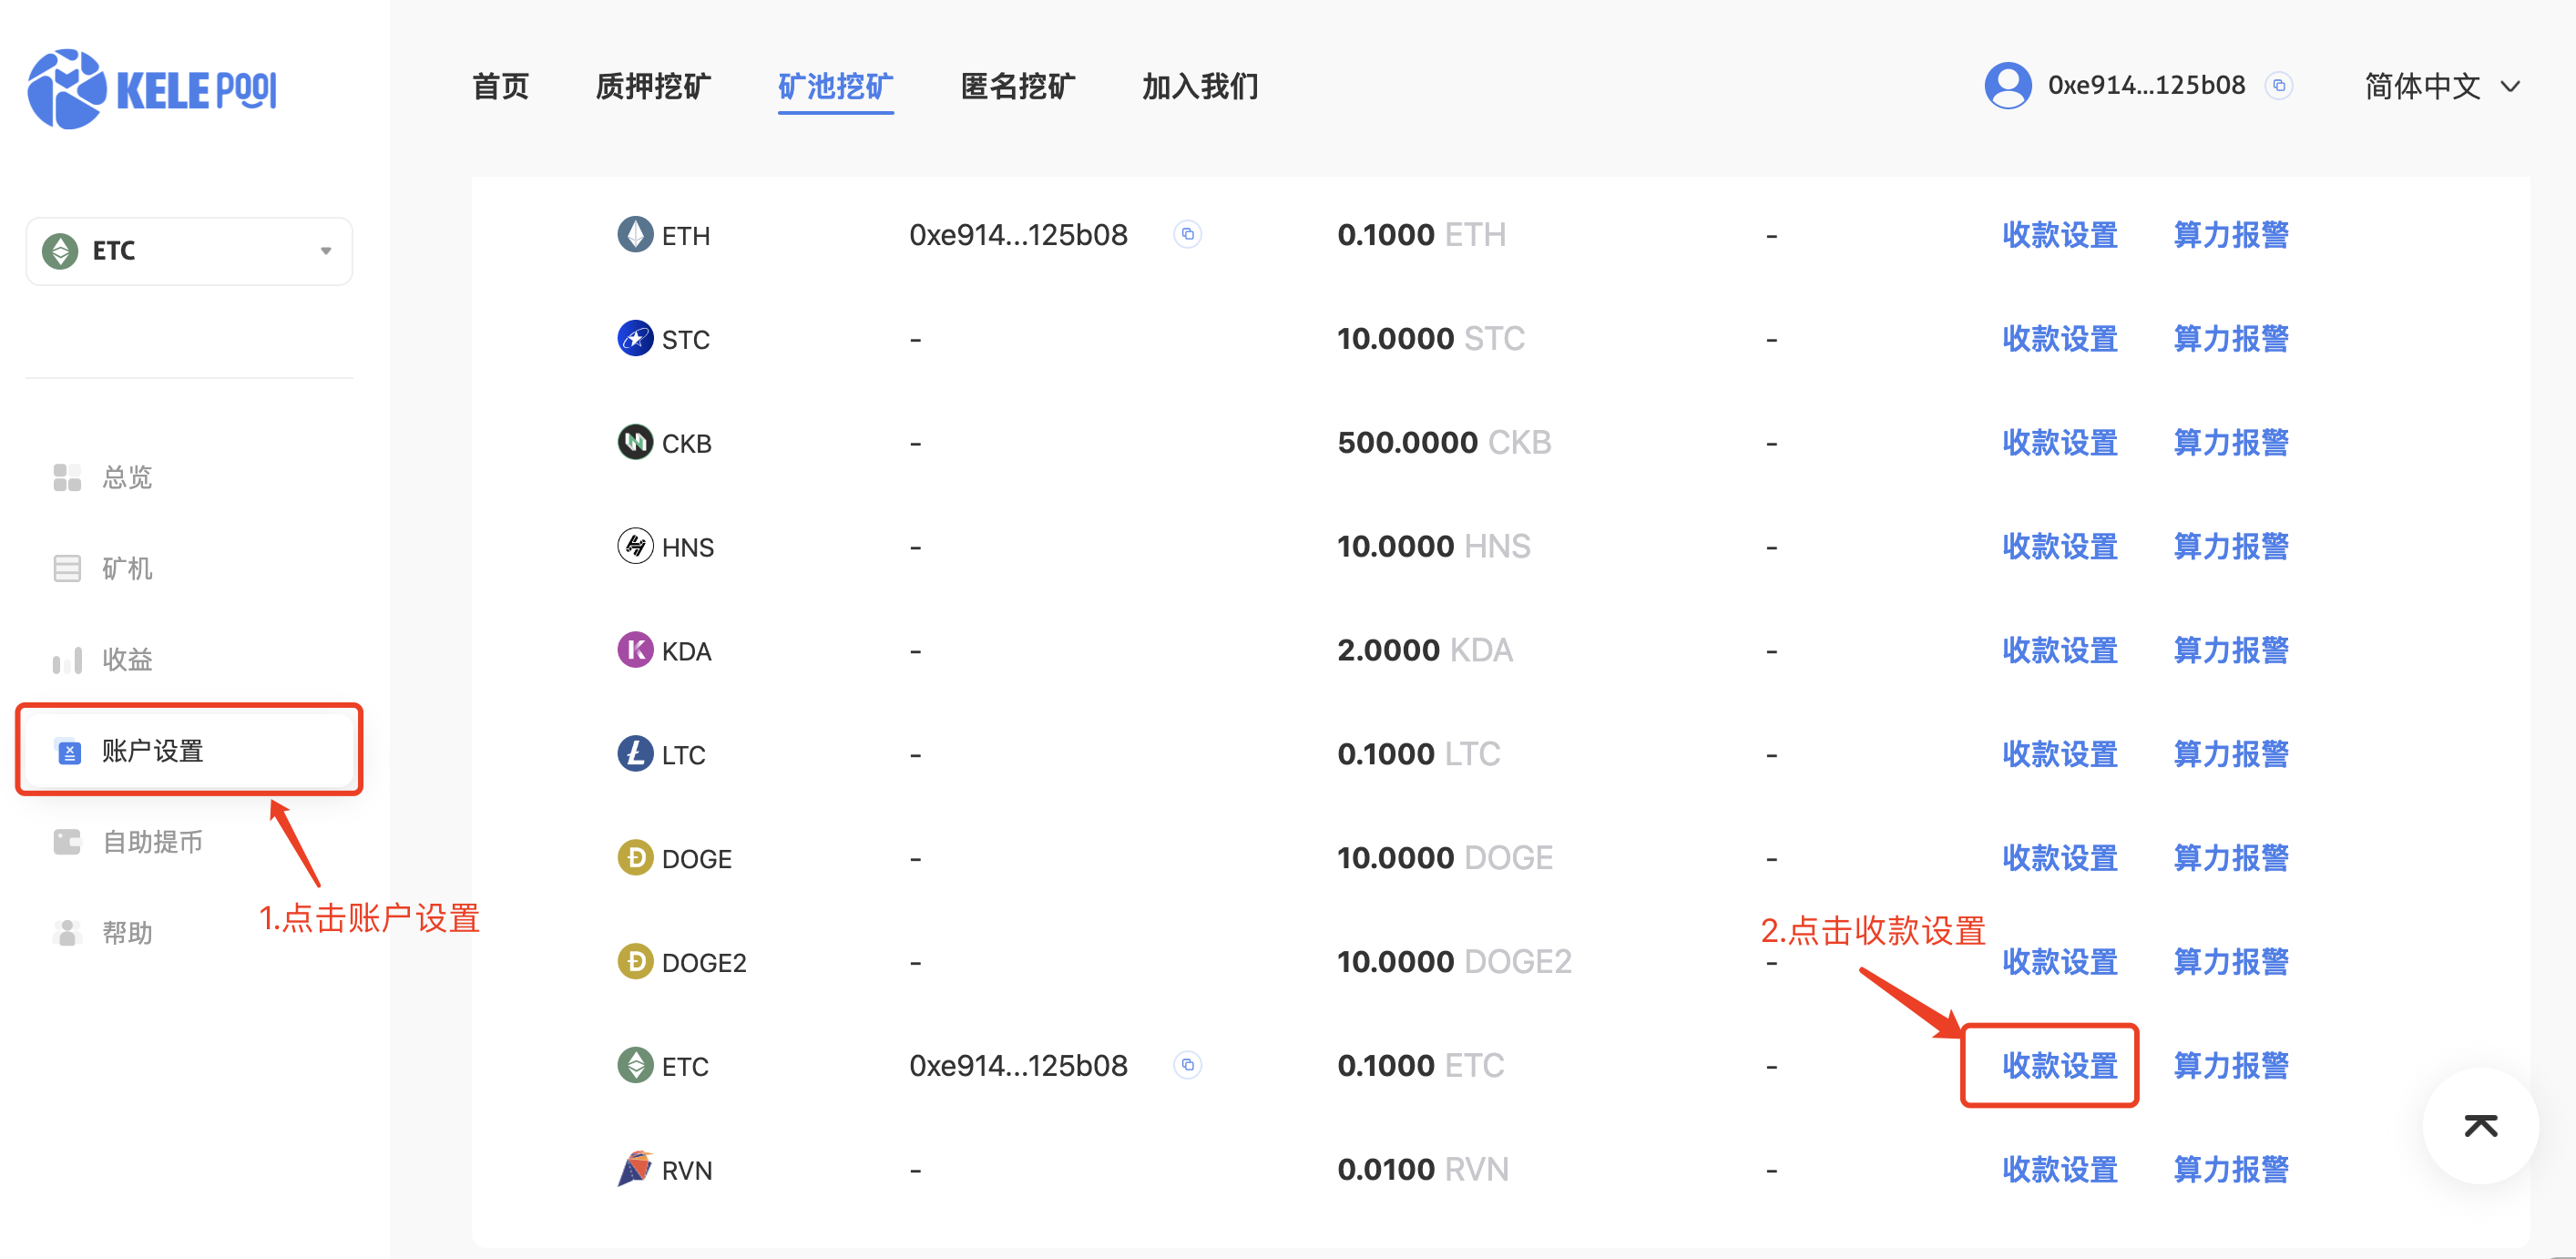 KELE POOL
首页 质押挖矿 矿池挖矿 匿名挖矿 加入我们 0xe914...125b08 简体中文
ETC
总览
矿机
收益
账户设置
自助提币
帮助
1.点击账户设置
ETH 0xe914...125b08 0.1000 ETH - 收款设置 算力报警
STC - 10.0000 STC - 收款设置 算力报警
CKB - 500.0000 CKB - 收款设置 算力报警
HNS - 10.0000 HNS - 收款设置 算力报警
KDA - 2.0000 KDA - 收款设置 算力报警
LTC - 0.1000 LTC - 收款设置 算力报警
DOGE - 10.0000 DOGE - 收款设置 算力报警
2.点击收款设置
DOGE2 - 10.0000 DOGE2 - 收款设置 算力报警
ETC 0xe914...125b08 0.1000 ETC - 收款设置 算力报警
RVN - 0.0100 RVN - 收款设置 算力报警